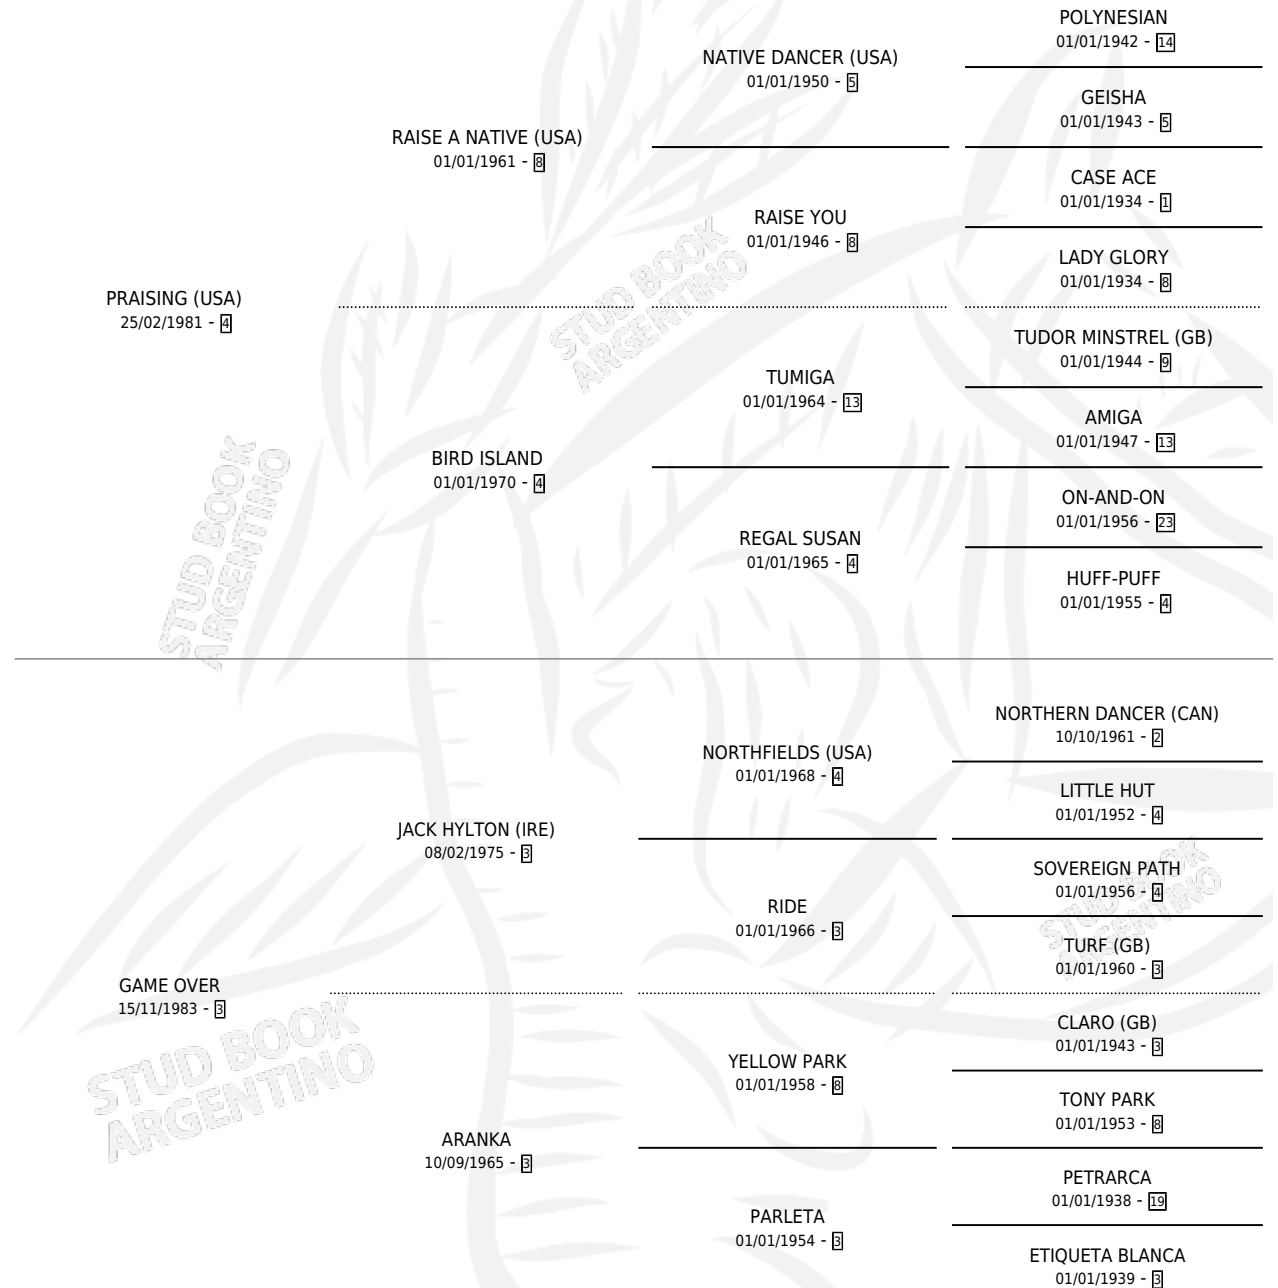 POLYNESIAN
01/01/1942 - 14
NATIVE DANCER (USA)
01/01/1950 - 5
GEISHA
01/01/1943 - 5
RAISE A NATIVE (USA)
01/01/1961 - 8
CASE ACE
01/01/1934 - 1
RAISE YOU
01/01/1946 - 8
LADY GLORY
01/01/1934 - 8
PRAISING (USA)
25/02/1981 - 4
STUD BOOK
ARGENTINO
TUDOR MINSTREL (GB)
01/01/1944 - 9
TUMIGA
01/01/1964 - 13
AMIGA
01/01/1947 - 13
BIRD ISLAND
01/01/1970 - 4
ON-AND-ON
01/01/1956 - 23
REGAL SUSAN
01/01/1965 - 4
HUFF-PUFF
01/01/1955 - 4
STUD BOOK
ARGENTINO
NORTHERN DANCER (CAN)
10/10/1961 - 2
NORTHFIELDS (USA)
01/01/1968 - 4
LITTLE HUT
01/01/1952 - 4
JACK HYLTON (IRE)
08/02/1975 - 3
SOVEREIGN PATH
01/01/1956 - 4
RIDE
01/01/1966 - 3
TURF (GB)
01/01/1960 - 3
STUD BOOK
ARGENTINO
GAME OVER
15/11/1983 - 3
CLARO (GB)
01/01/1943 - 3
YELLOW PARK
01/01/1958 - 8
TONY PARK
01/01/1953 - 8
STUD BOOK
ARGENTINO
ARANKA
10/09/1965 - 3
PETRARCA
01/01/1938 - 19
PARLETA
01/01/1954 - 3
ETIQUETA BLANCA
01/01/1939 - 3